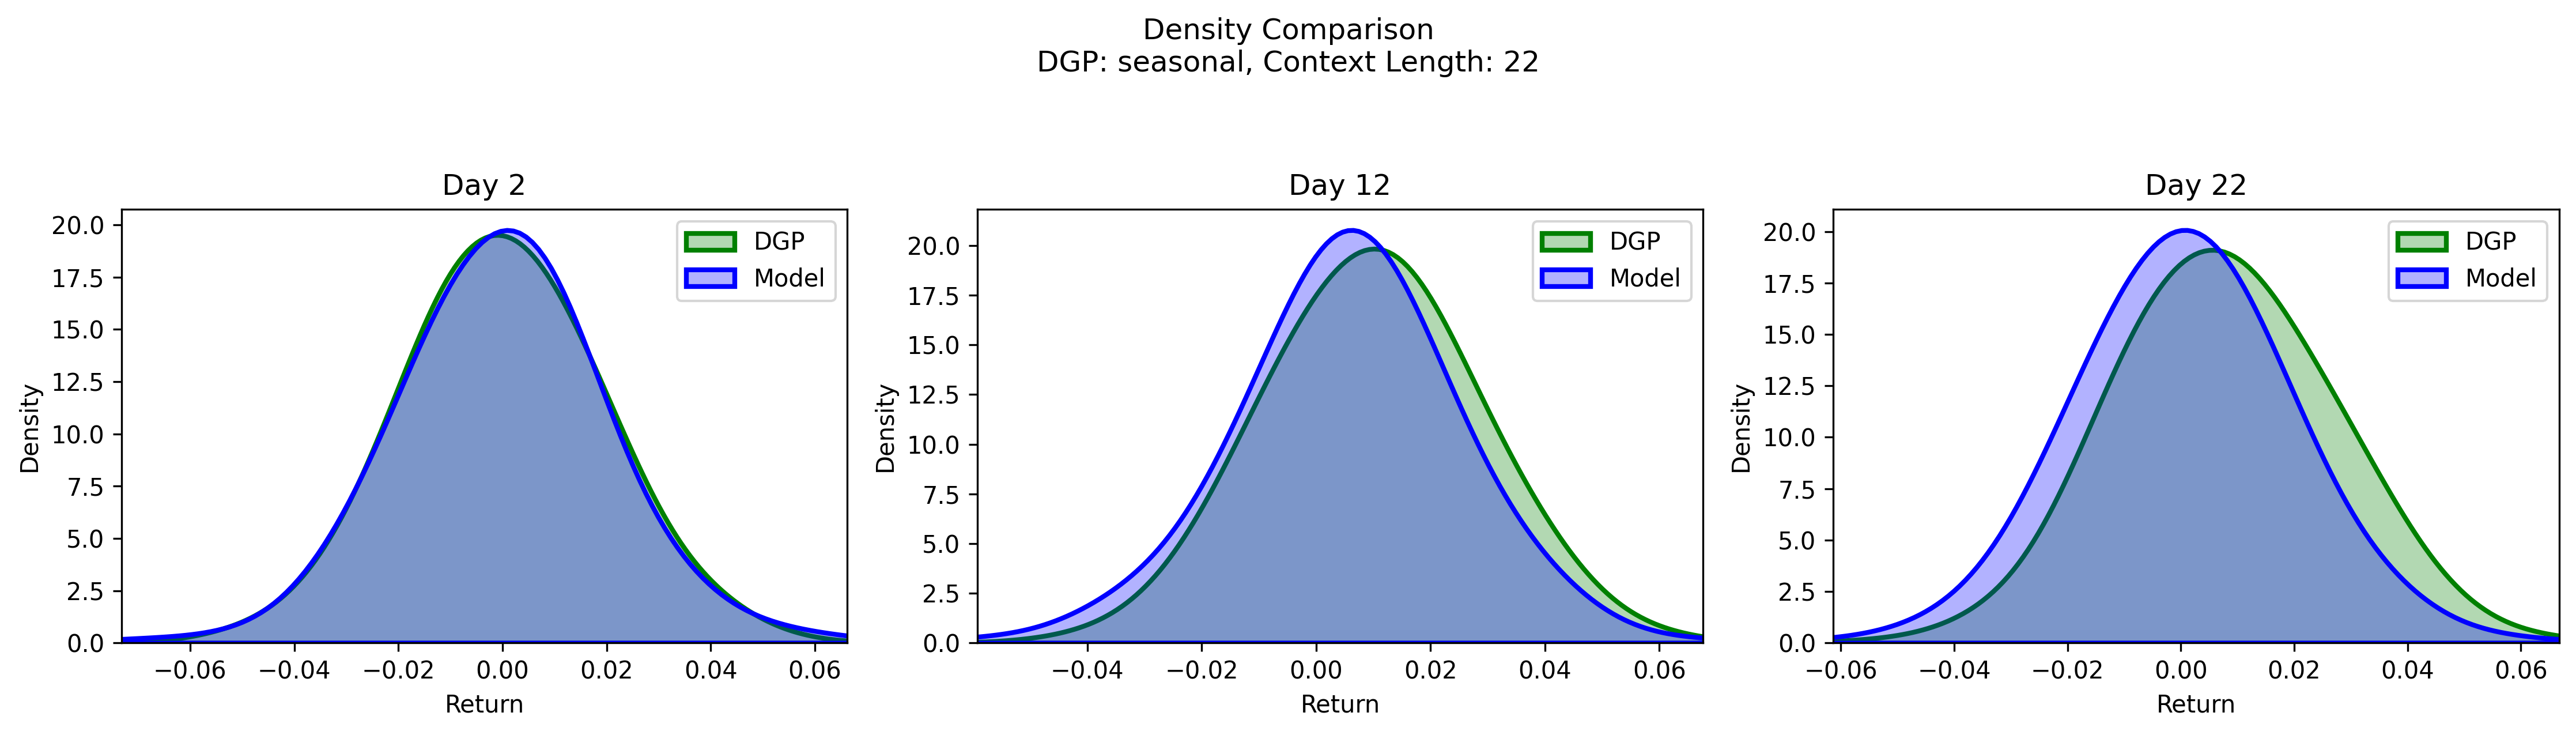 Density Comparison
DGP: seasonal, Context Length: 22
Day 2
20.0
17.5
15.0
12.5
10.0
7.5
5.0
2.5
0.0
Density
DGP
Model
−0.06 −0.04 −0.02 0.00 0.02 0.04 0.06
Return
Day 12
20.0
17.5
15.0
12.5
10.0
7.5
5.0
2.5
0.0
Density
DGP
Model
−0.04 −0.02 0.00 0.02 0.04 0.06
Return
Day 22
20.0
17.5
15.0
12.5
10.0
7.5
5.0
2.5
0.0
Density
DGP
Model
−0.06 −0.04 −0.02 0.00 0.02 0.04 0.06
Return